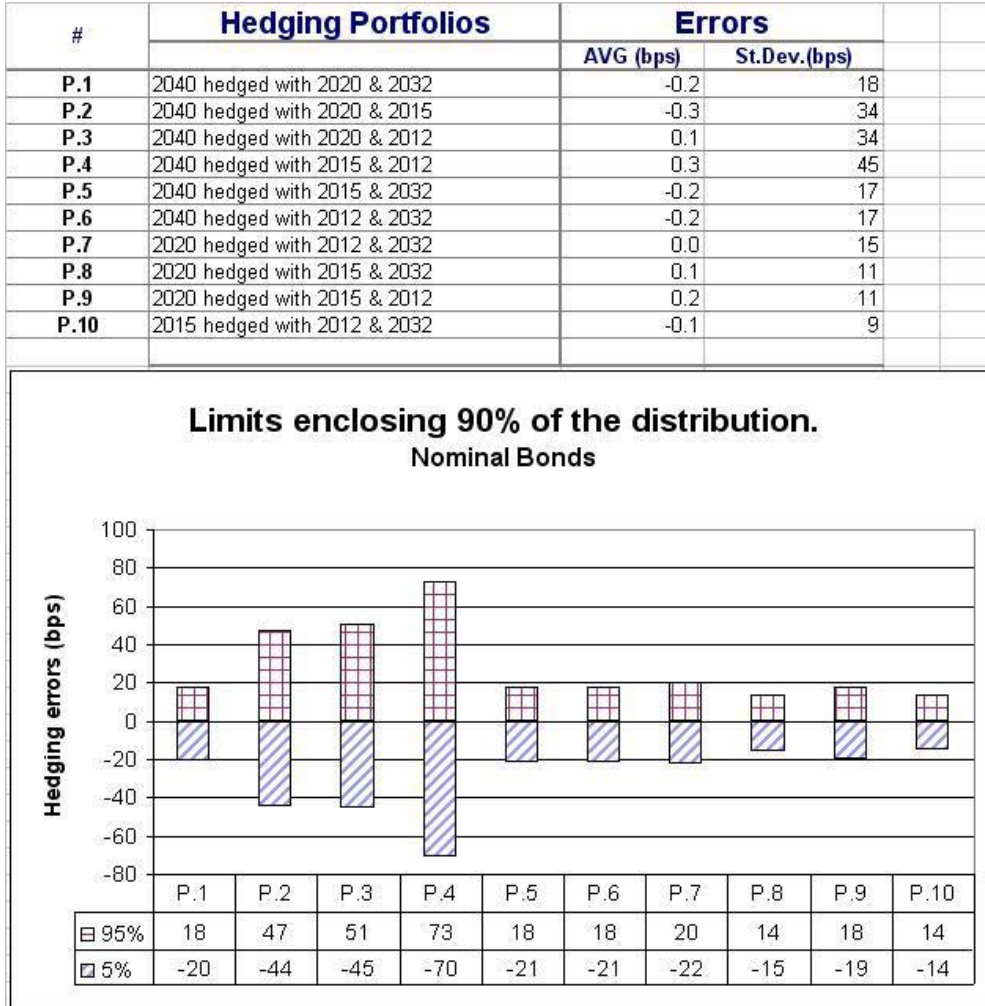 # Hedging Portfolios Errors
AVG (bps) St.Dev.(bps)
P.1 2040 hedged with 2020 & 2032 -0.2 18
P.2 2040 hedged with 2020 & 2015 -0.3 34
P.3 2040 hedged with 2020 & 2012 0.1 34
P.4 2040 hedged with 2015 & 2012 0.3 45
P.5 2040 hedged with 2015 & 2032 -0.2 17
P.6 2040 hedged with 2012 & 2032 -0.2 17
P.7 2020 hedged with 2012 & 2032 0.0 15
P.8 2020 hedged with 2015 & 2032 0.1 11
P.9 2020 hedged with 2015 & 2012 0.2 11
P.10 2015 hedged with 2012 & 2032 -0.1 9
Limits enclosing 90% of the distribution.
Nominal Bonds
Hedging errors (bps)
100
80
60
40
20
0
-20
-40
-60
-80
P.1 P.2 P.3 P.4 P.5 P.6 P.7 P.8 P.9 P.10
95% 18 47 51 73 18 18 20 14 18 14
5% -20 -44 -45 -70 -21 -21 -22 -15 -19 -14